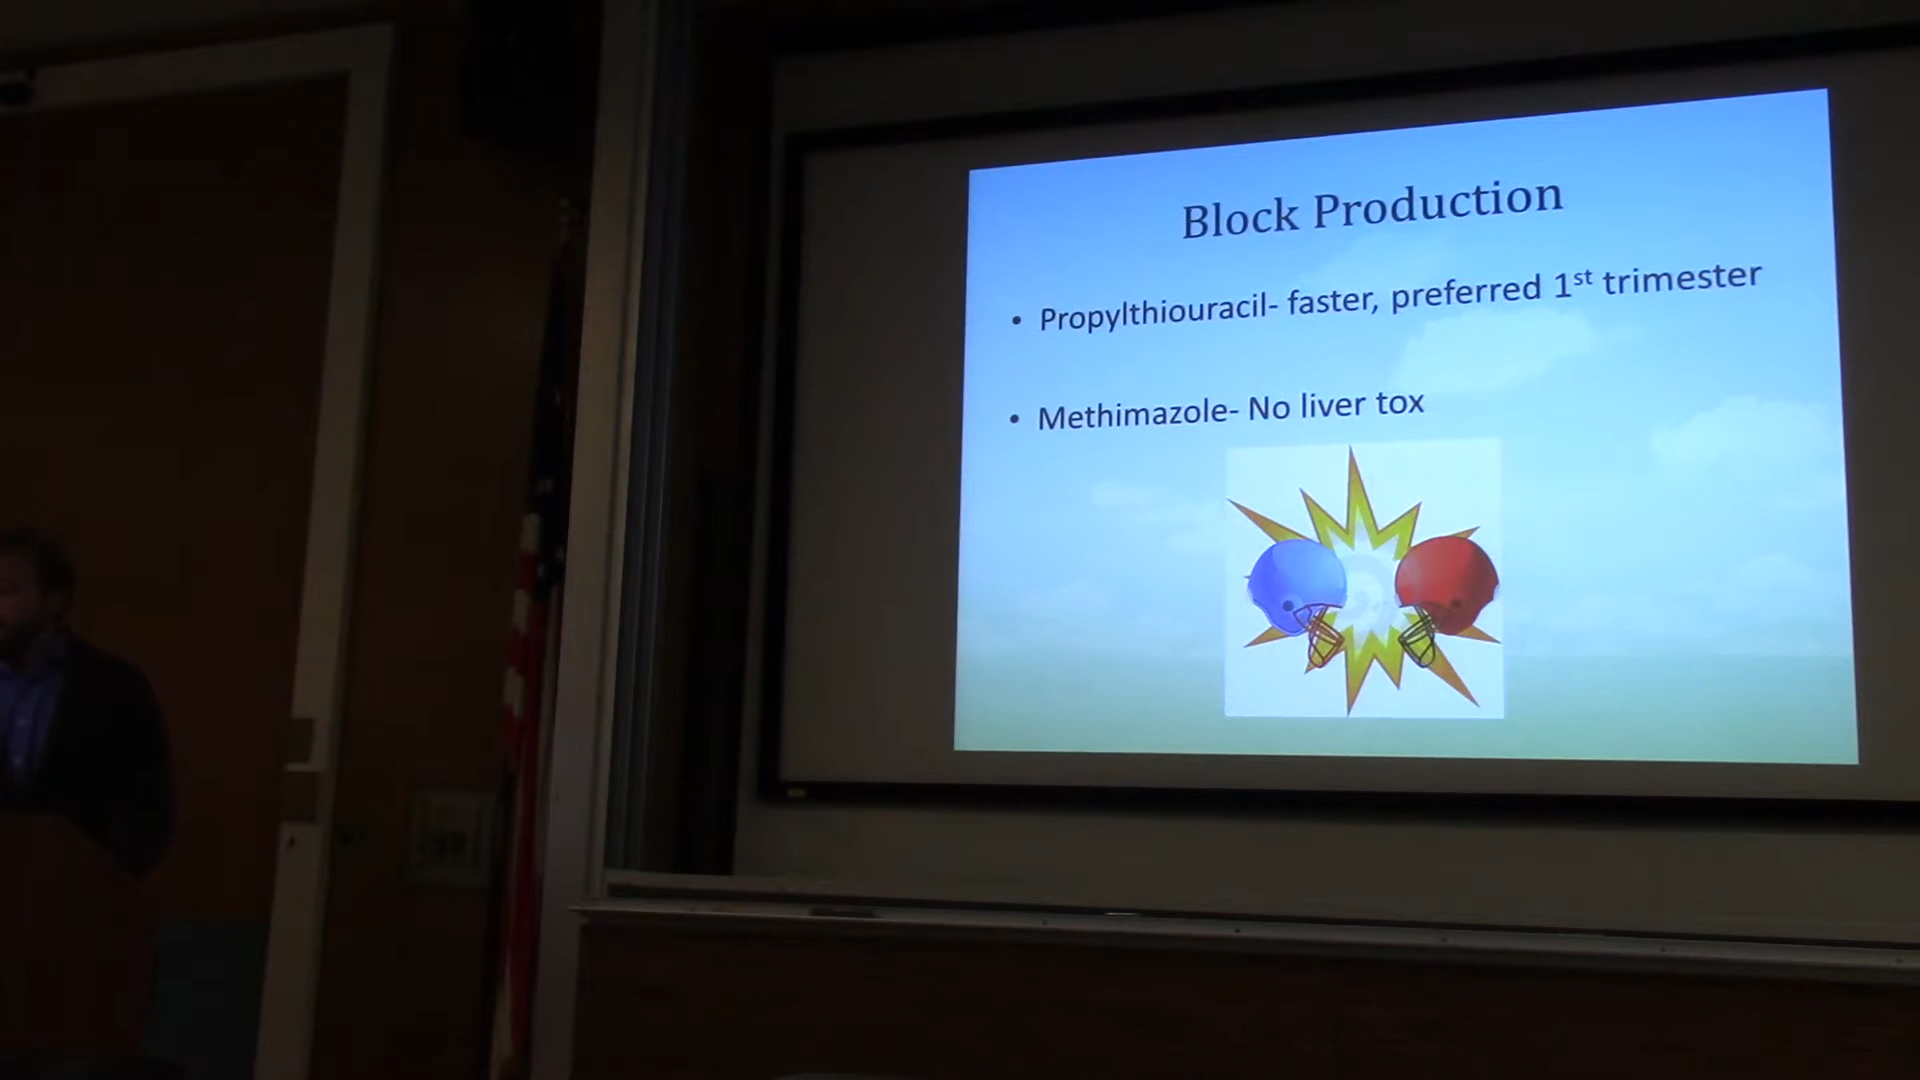 Block Production
• Propylthiouracil- faster, preferred 1st trimester
• Methimazole- No liver tox